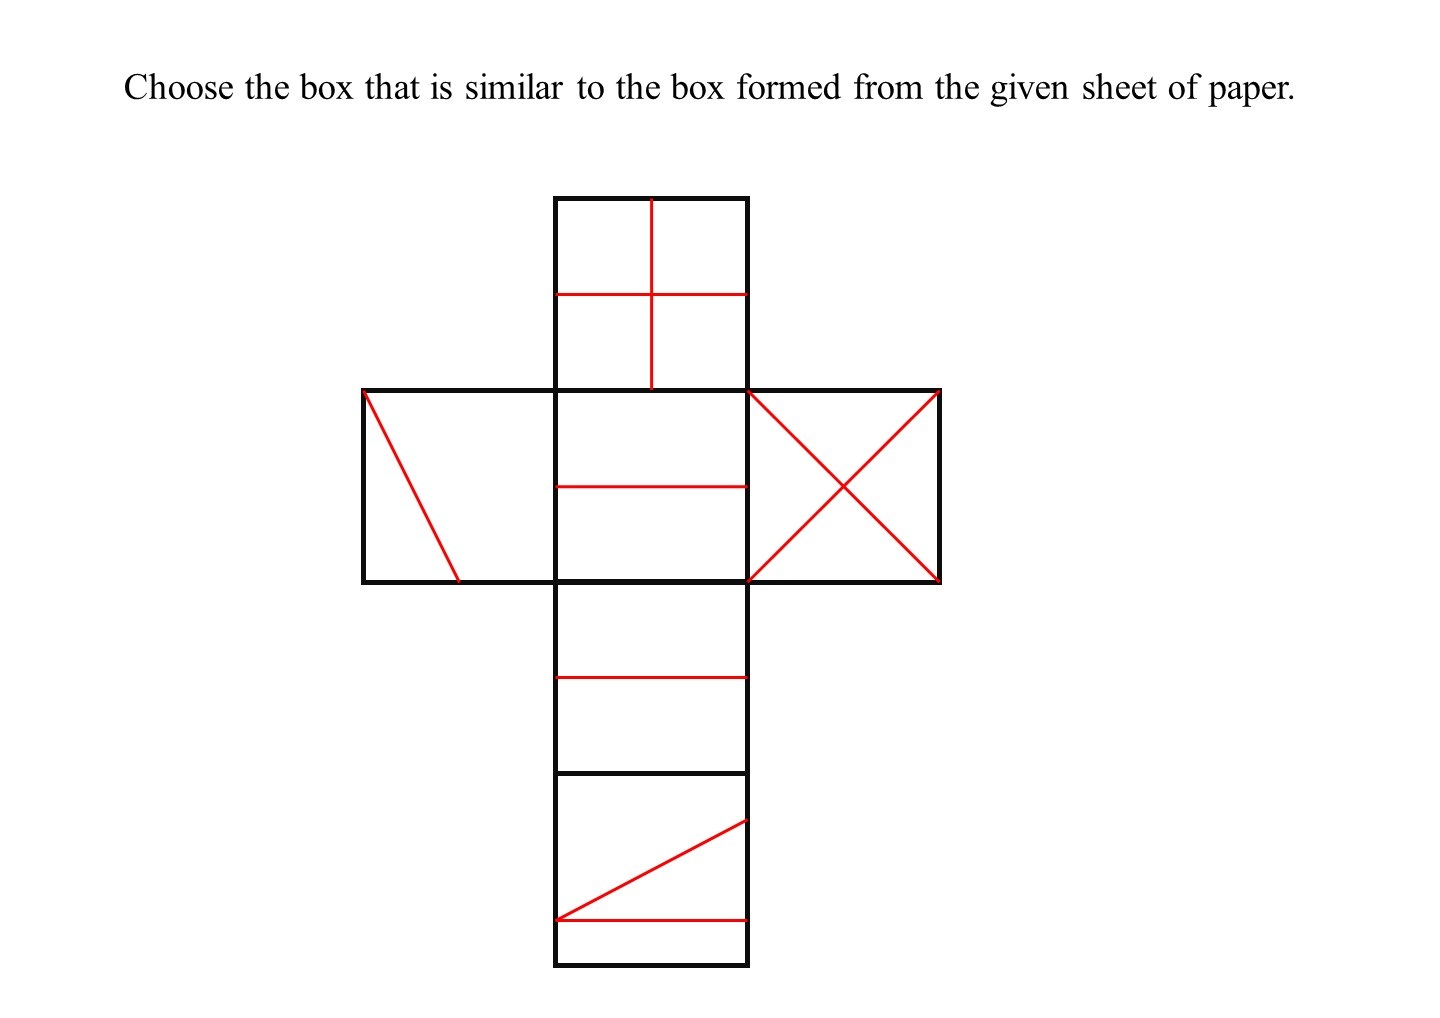 Choose the box that is similar to the box formed from the given sheet of paper.